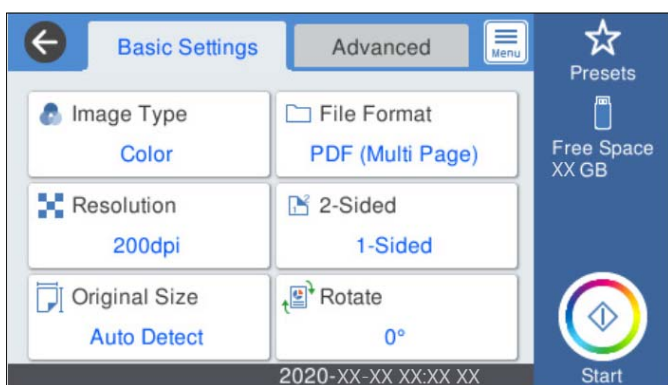 Basic Settings
Advanced
Menu
Presets
Image Type
Color
File Format
PDF (Multi Page)
Free Space
XX GB
Resolution
200dpi
2-Sided
1-Sided
Original Size
Auto Detect
Rotate
0°
Start
2020-XX-XX XX:XX XX